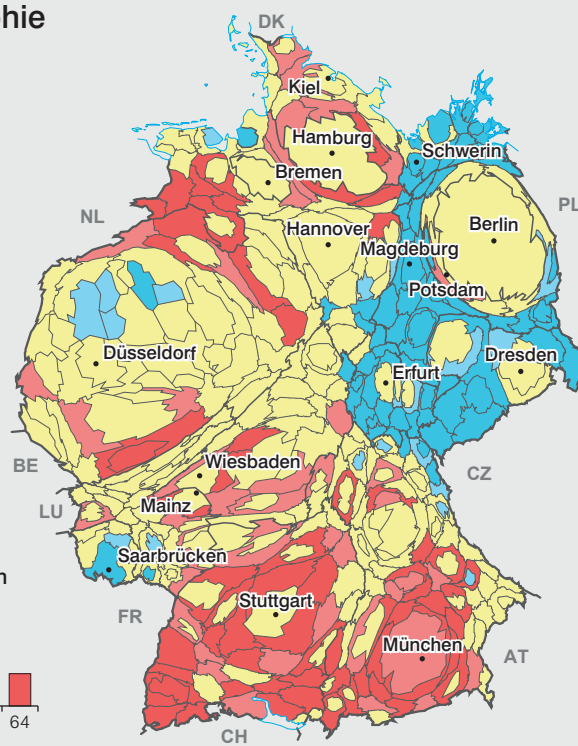 hie
DK
Kiel
Hamburg
Schwerin
Bremen
PL
NL
Hannover
Berlin
Magdeburg
Potsdam
Düsseldorf
Dresden
Erfurt
BE
Wiesbaden
CZ
Mainz
LU
Saarbrücken
n
FR
Stuttgart
München
AT
64
CH